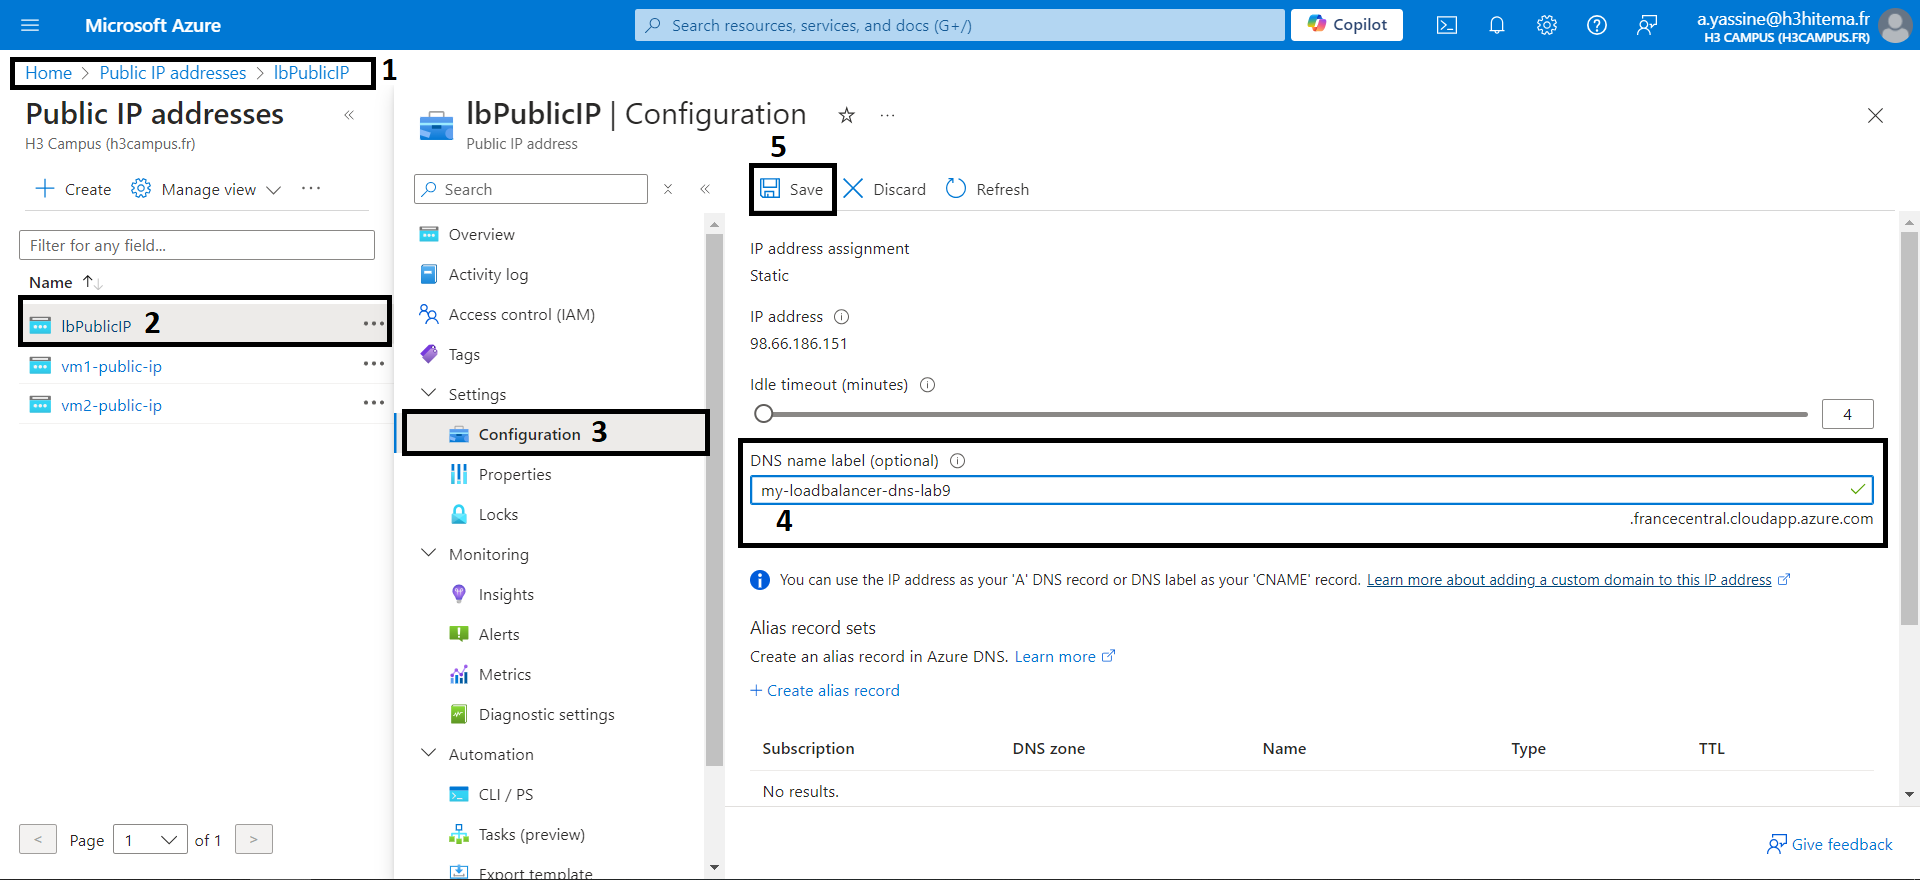 Microsoft Azure
Search resources, services, and docs (G+/)
Copilot
a.yassine@h3hitema.fr
H3 CAMPUS (H3CAMPUS.FR)
Home > Public IP addresses > lbPublicIP
1
Public IP addresses
H3 Campus (h3campus.fr)
Create
Manage view
Filter for any field...
Name
lbPublicIP
2
vm1-public-ip
vm2-public-ip
<
Page
1
of 1
>
lbPublicIP | Configuration
Public IP address
Search
Overview
Activity log
Access control (IAM)
Tags
Settings
Configuration
3
Properties
Locks
Monitoring
Insights
Alerts
Metrics
Diagnostic settings
Automation
CLI / PS
Tasks (preview)
Export template
5
Save
Discard
Refresh
IP address assignment
Static
IP address
98.66.186.151
Idle timeout (minutes)
4
DNS name label (optional)
my-loadbalancer-dns-lab9
4
.francecentral.cloudapp.azure.com
You can use the IP address as your 'A' DNS record or DNS label as your 'CNAME' record. Learn more about adding a custom domain to this IP address
Alias record sets
Create an alias record in Azure DNS. Learn more
+ Create alias record
Subscription DNS zone Name Type TTL
No results.
Give feedback